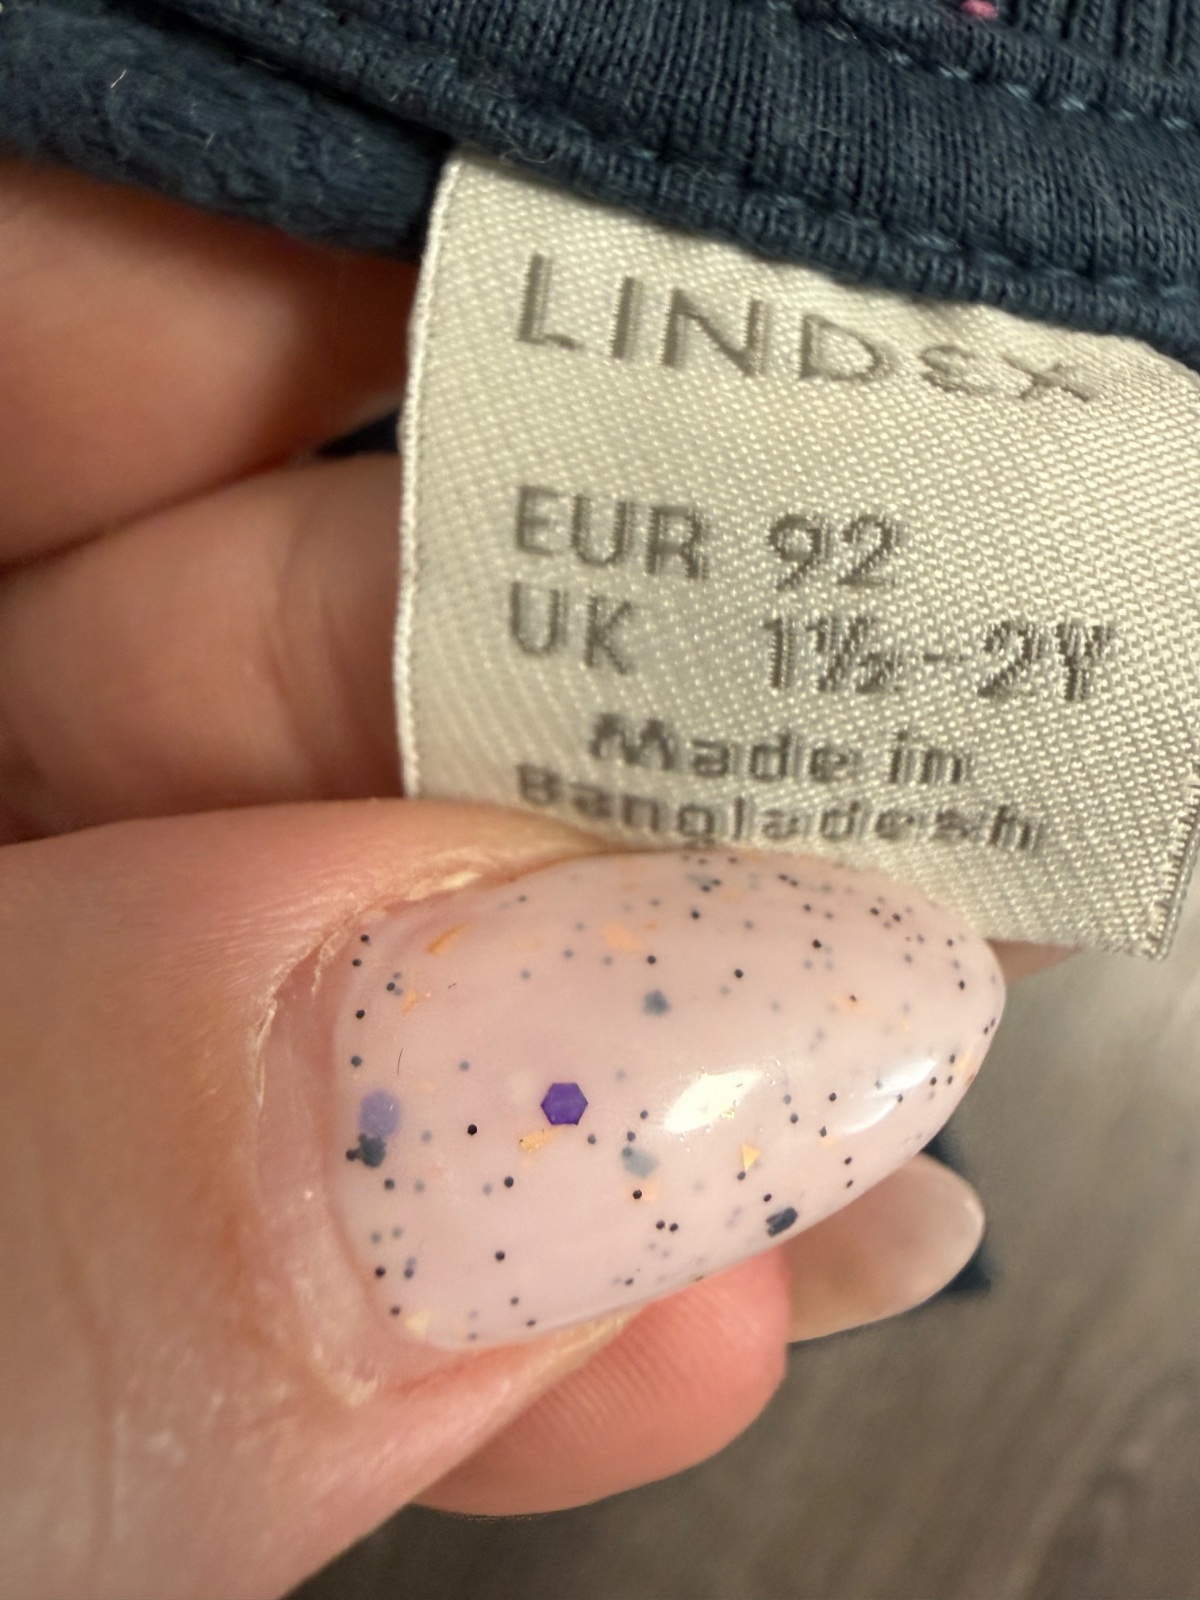 LINDEX
EUR 92
UK 1½-2Y
Made in
Bangladesh